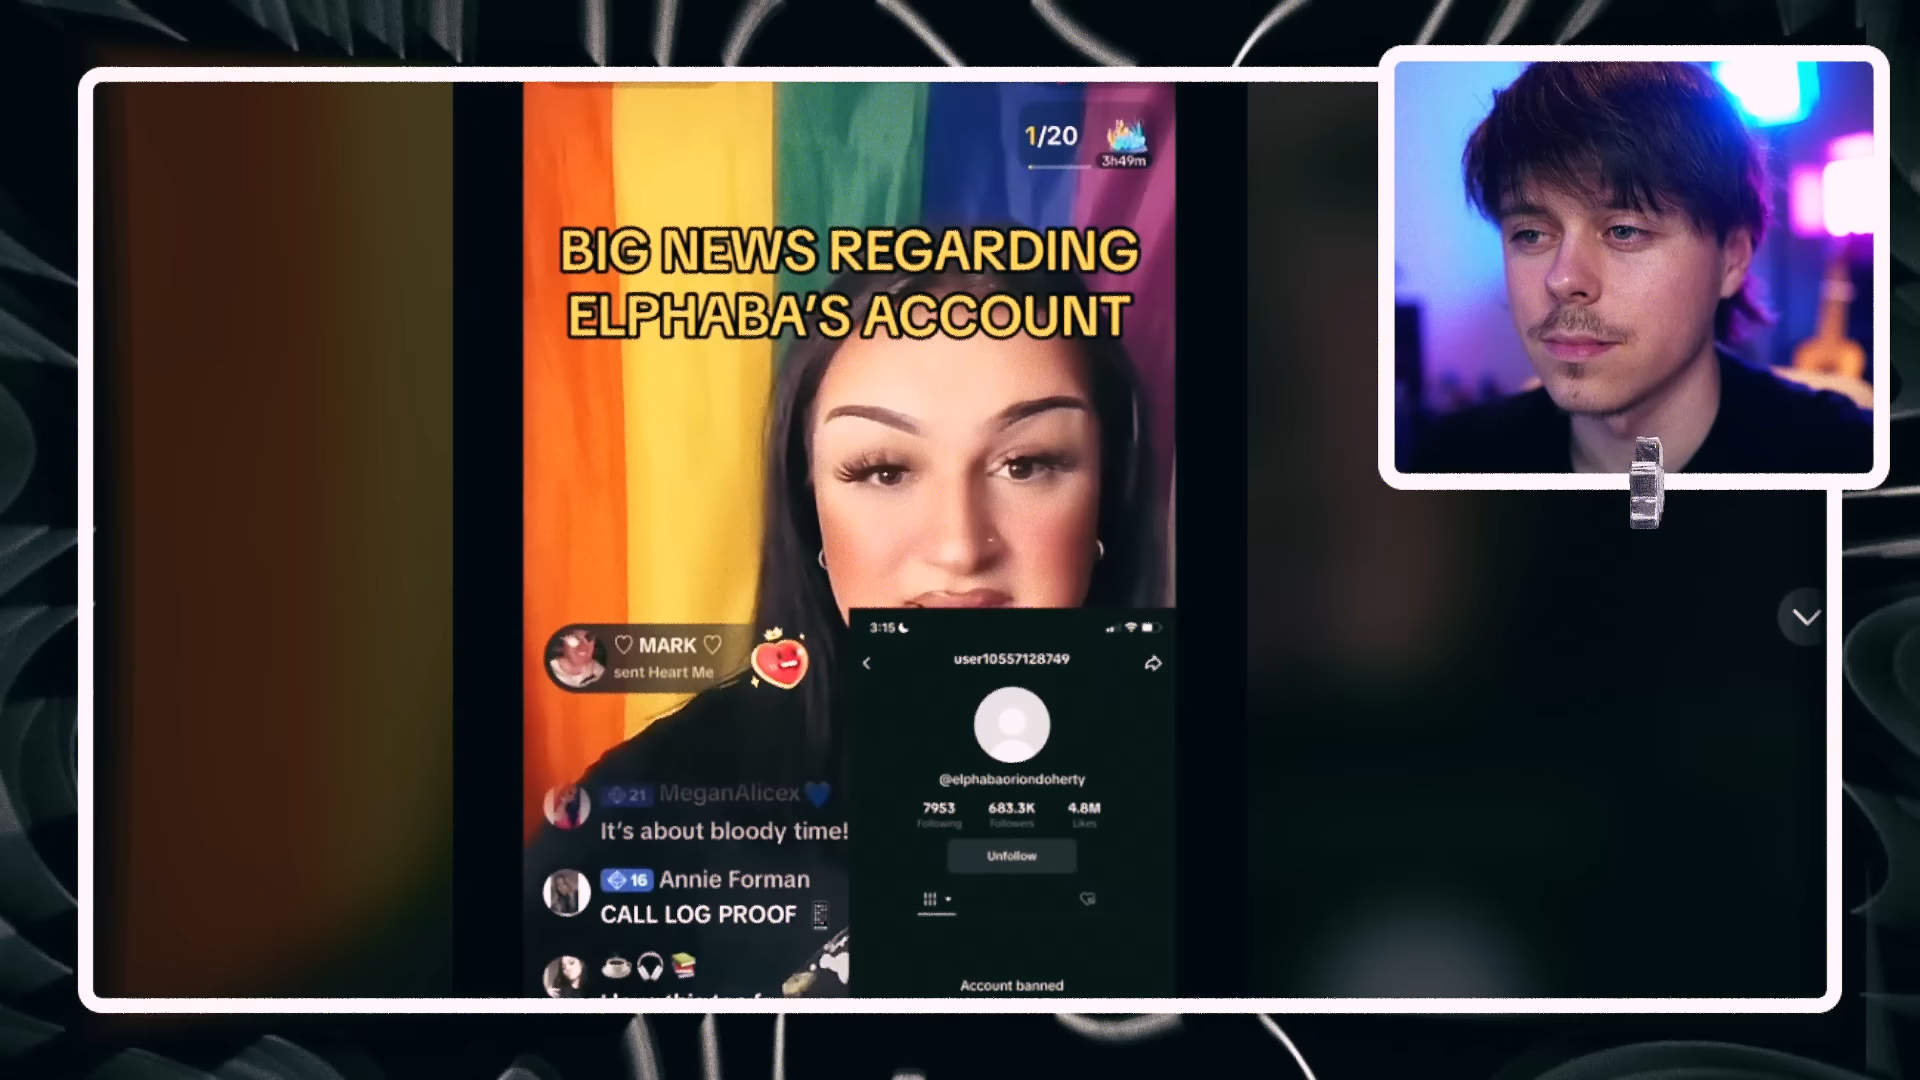 1/20
3h49m
BIG NEWS REGARDING
ELPHABA'S ACCOUNT
♡ MARK ♡
sent Heart Me
21 MeganAlicex 💙
It's about bloody time!
16 Annie Forman
CALL LOG PROOF 📱
☕🎧📚
3:15
user10557128749
@elphabaoriondoherty
7953 683.3K 4.8M
Following Followers Likes
Unfollow
Account banned